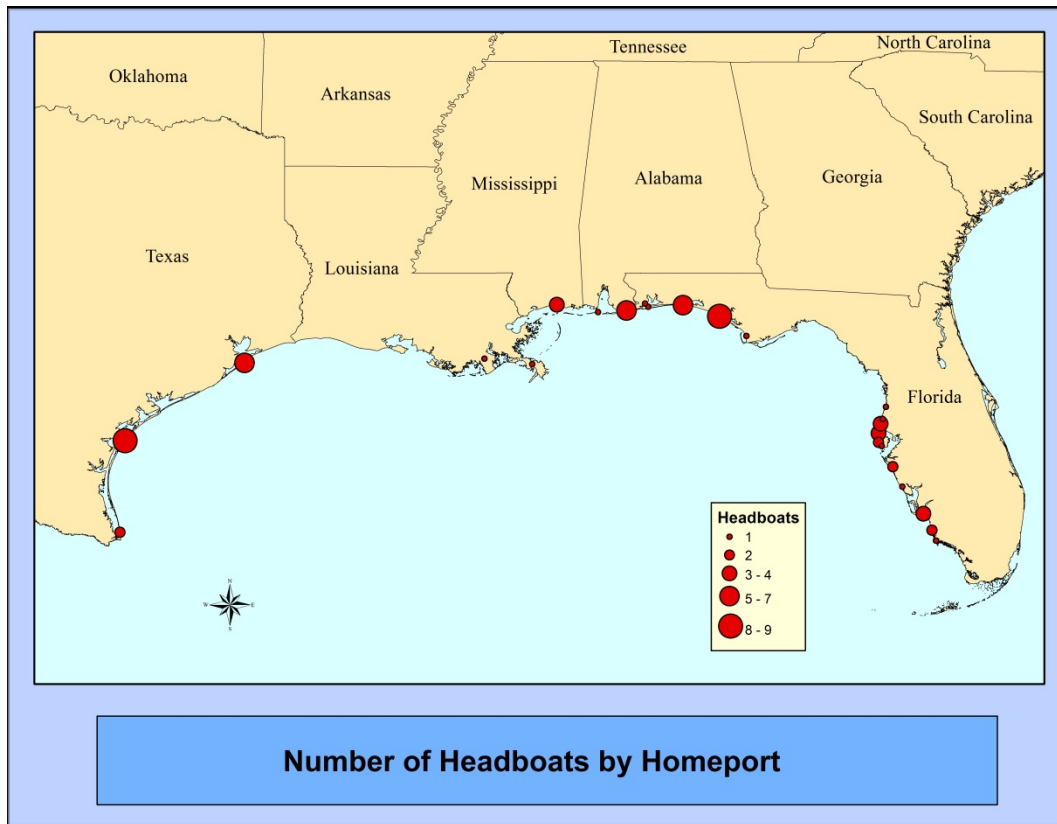 Tennessee
North Carolina
Oklahoma
Arkansas
South Carolina
Mississippi
Alabama
Georgia
Texas
Louisiana
Florida
Headboats
1
2
3 - 4
5 - 7
8 - 9
N
W E
S
Number of Headboats by Homeport